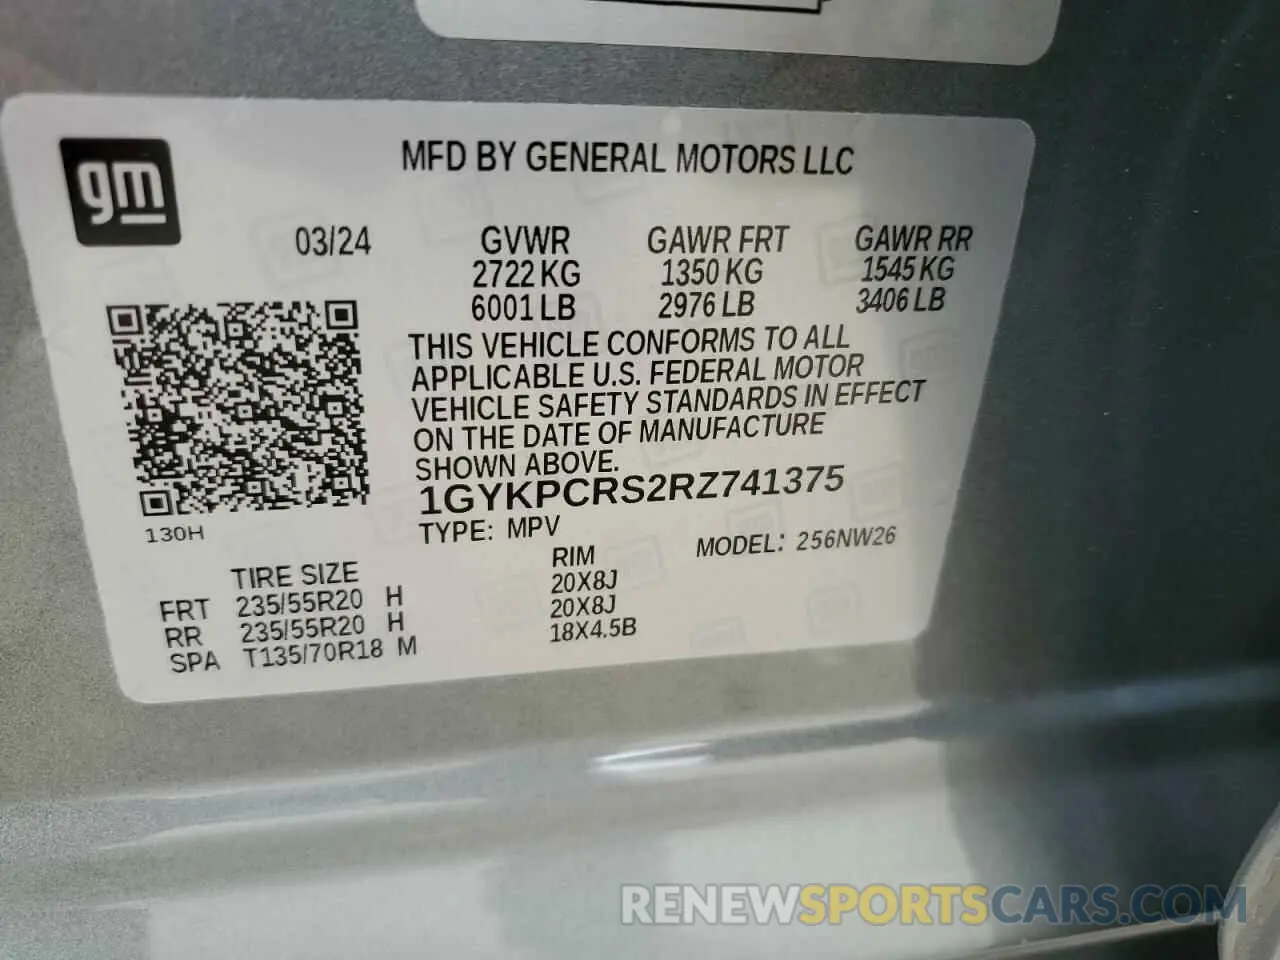 gm
MFD BY GENERAL MOTORS LLC
03/24 GVWR GAWR FRT GAWR RR
2722 KG 1350 KG 1545 KG
6001 LB 2976 LB 3406 LB
THIS VEHICLE CONFORMS TO ALL
APPLICABLE U.S. FEDERAL MOTOR
VEHICLE SAFETY STANDARDS IN EFFECT
ON THE DATE OF MANUFACTURE
SHOWN ABOVE.
1GYKPCRS2RZ741375
130H
TYPE: MPV MODEL: 256NW26
TIRE SIZE RIM
FRT 235/55R20 H 20X8J
RR 235/55R20 H 20X8J
SPA T135/70R18 M 18X4.5B
RENEWSPORTSCARS.COM